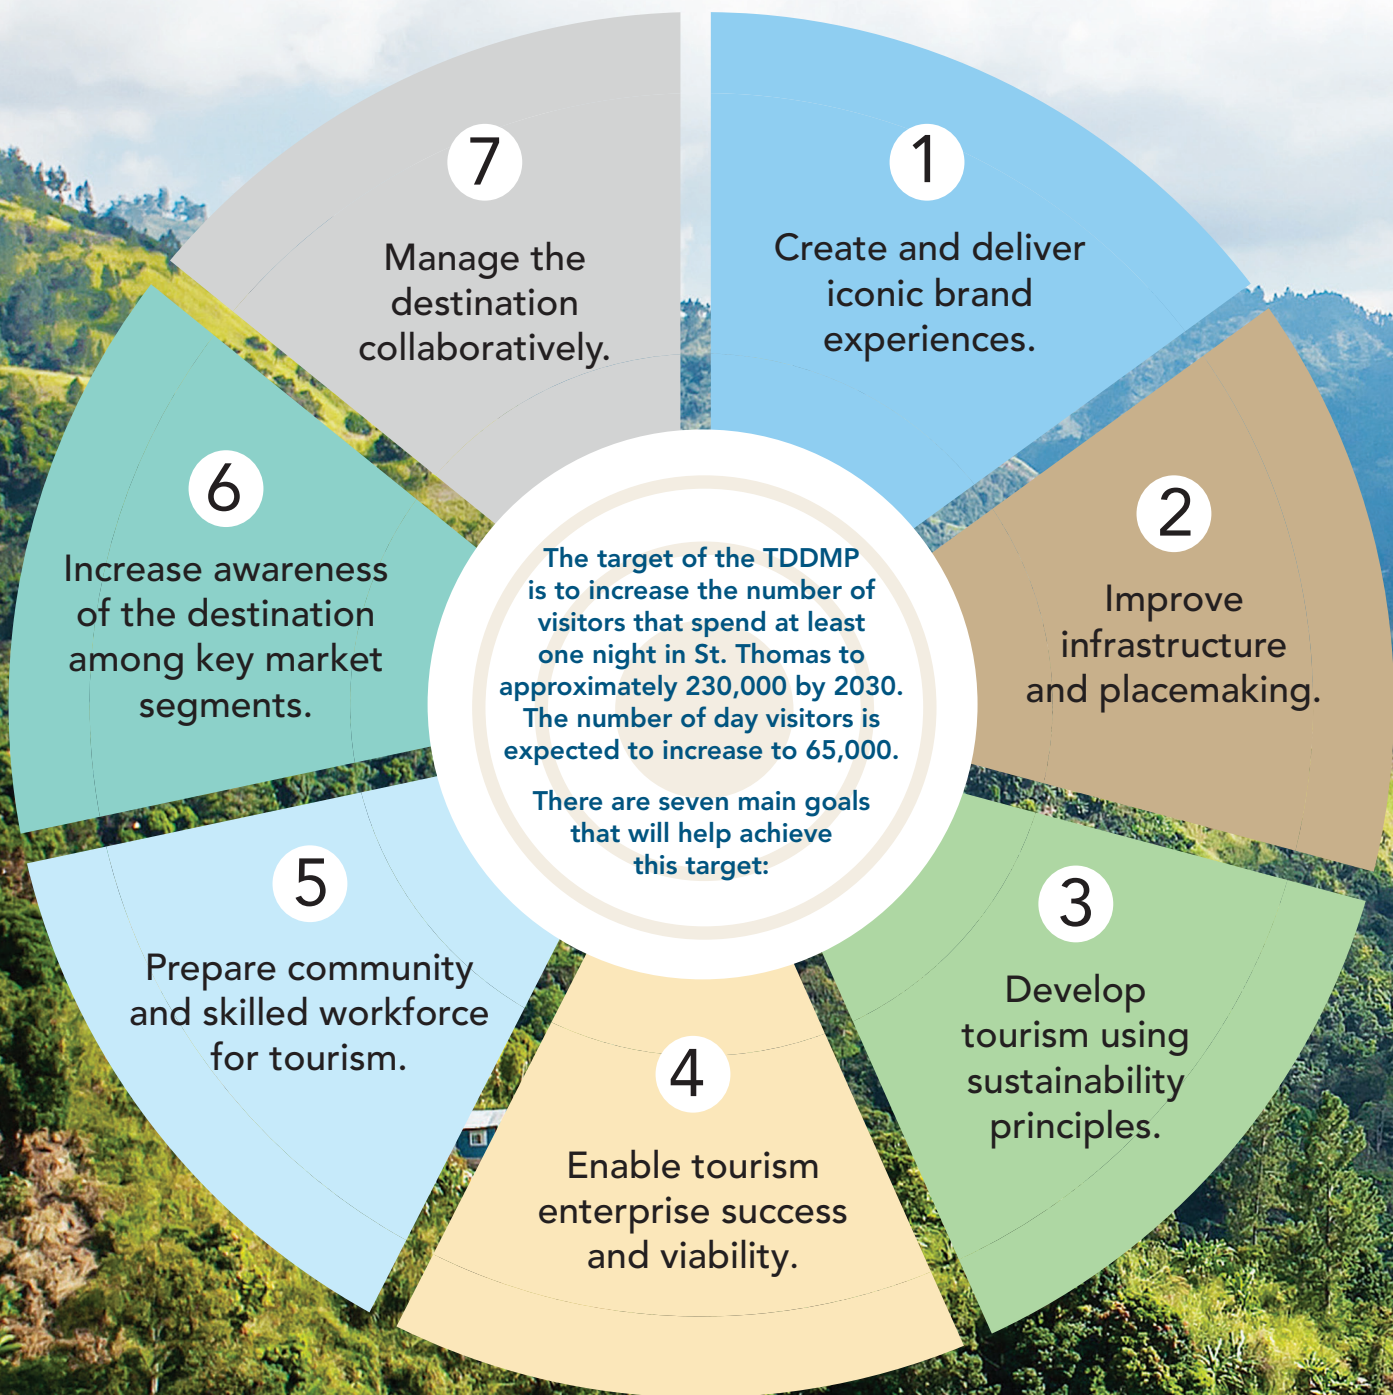 The target of the TDDMP
is to increase the number of
visitors that spend at least
one night in St. Thomas to
approximately 230,000 by 2030.
The number of day visitors is
expected to increase to 65,000.
There are seven main goals
that will help achieve
this target:
1
Create and deliver
iconic brand
experiences.
2
Improve
infrastructure
and placemaking.
3
Develop
tourism using
sustainability
principles.
4
Enable tourism
enterprise success
and viability.
5
Prepare community
and skilled workforce
for tourism.
6
Increase awareness
of the destination
among key market
segments.
7
Manage the
destination
collaboratively.